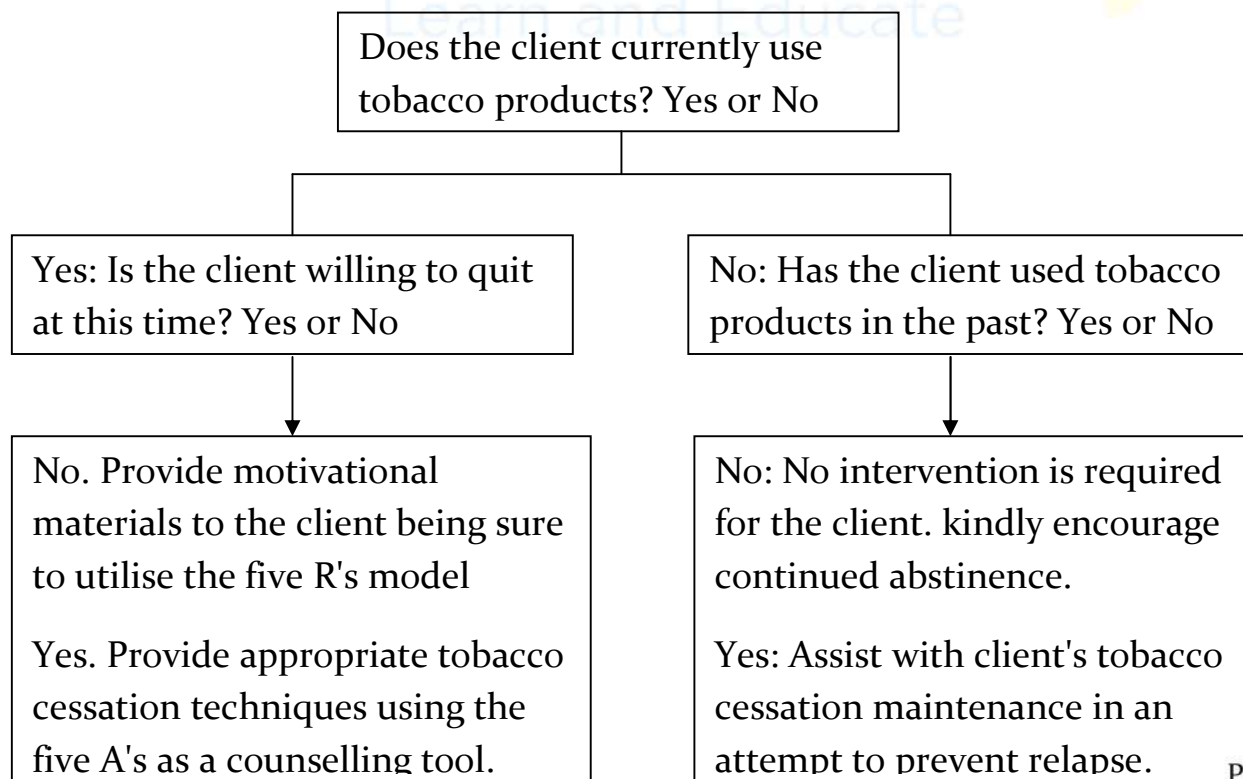 Learn and Educate
Does the client currently use
tobacco products? Yes or No
Yes: Is the client willing to quit
at this time? Yes or No
No: Has the client used tobacco
products in the past? Yes or No
No. Provide motivational
materials to the client being sure
to utilise the five R's model
Yes. Provide appropriate tobacco
cessation techniques using the
five A's as a counselling tool.
No: No intervention is required
for the client. kindly encourage
continued abstinence.
Yes: Assist with client's tobacco
cessation maintenance in an
attempt to prevent relapse.
P